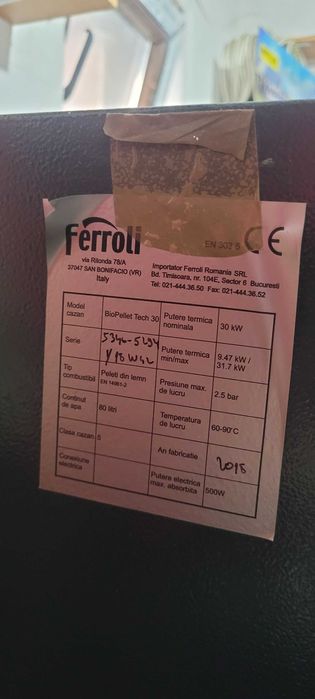 Ferroli
EN 303 5 CE
via Ritonda 78/A
37047 SAN BONIFACIO (VR)
Italy
Importator Ferroli Romania SRL
Bd. Timisoara, nr. 104E, Sector 6 Bucuresti
Tel: 021-444.36.50 Fax: 021-444.36.52
Model cazan BioPellet Tech 30 Putere termica nominala 30 kW
Serie Putere termica min/max 9.47 kW / 31.7 kW
Tip combustibil Peleti din lemn EN 14961-2 Presiune max. de lucru 2.5 bar
Continut de apa 80 litri Temperatura de lucru 60-90°C
Clasa cazan 5 An fabricatie 2018
Conexiune electrica Putere electrica max. absorbita 500W